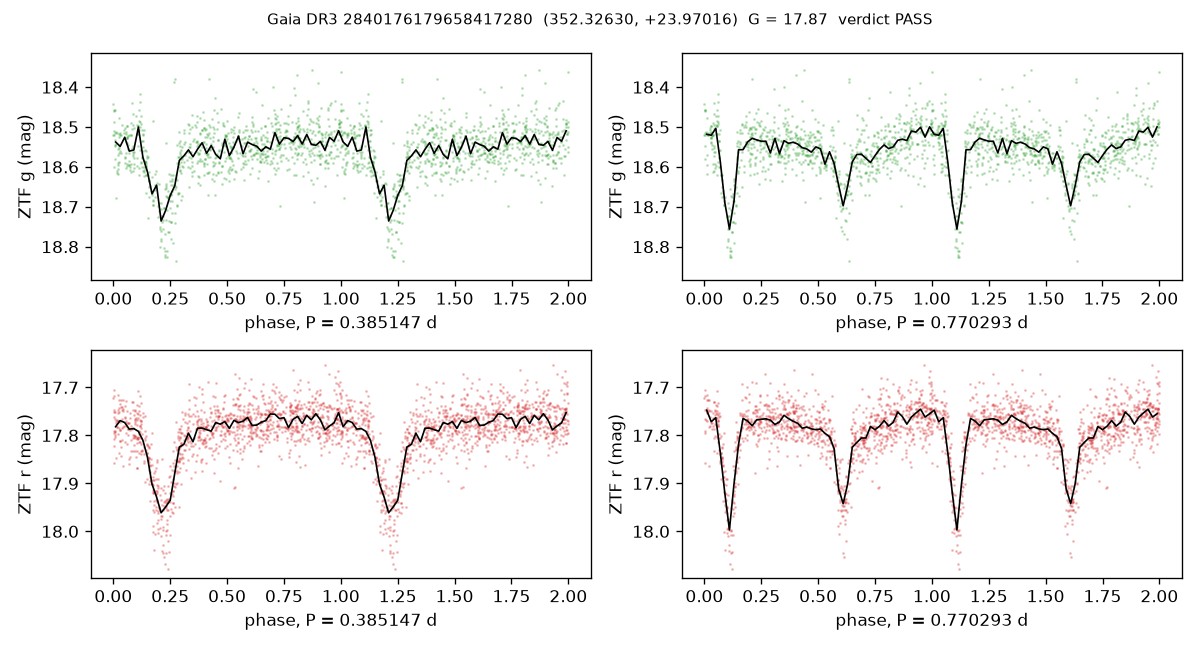 Gaia DR3 2840176179658417280  (352.32630, +23.97016)  G = 17.87  verdict PASS
ZTF g (mag)
18.4
18.5
18.6
18.7
18.8
0.00 0.25 0.50 0.75 1.00 1.25 1.50 1.75 2.00
phase, P = 0.385147 d
ZTF g (mag)
18.4
18.5
18.6
18.7
18.8
0.00 0.25 0.50 0.75 1.00 1.25 1.50 1.75 2.00
phase, P = 0.770293 d
ZTF r (mag)
17.7
17.8
17.9
18.0
0.00 0.25 0.50 0.75 1.00 1.25 1.50 1.75 2.00
phase, P = 0.385147 d
ZTF r (mag)
17.7
17.8
17.9
18.0
0.00 0.25 0.50 0.75 1.00 1.25 1.50 1.75 2.00
phase, P = 0.770293 d